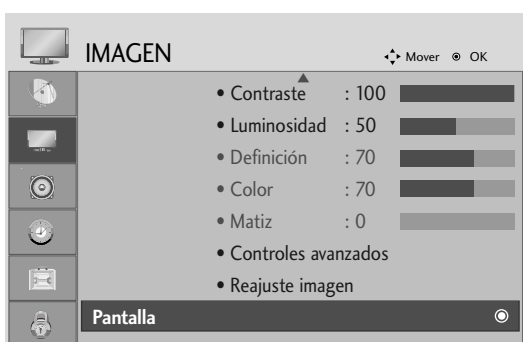 IMAGEN Mover OK
• Contraste : 100
• Luminosidad : 50
• Definición : 70
• Color : 70
• Matiz : 0
• Controles avanzados
• Reajuste imagen
Pantalla